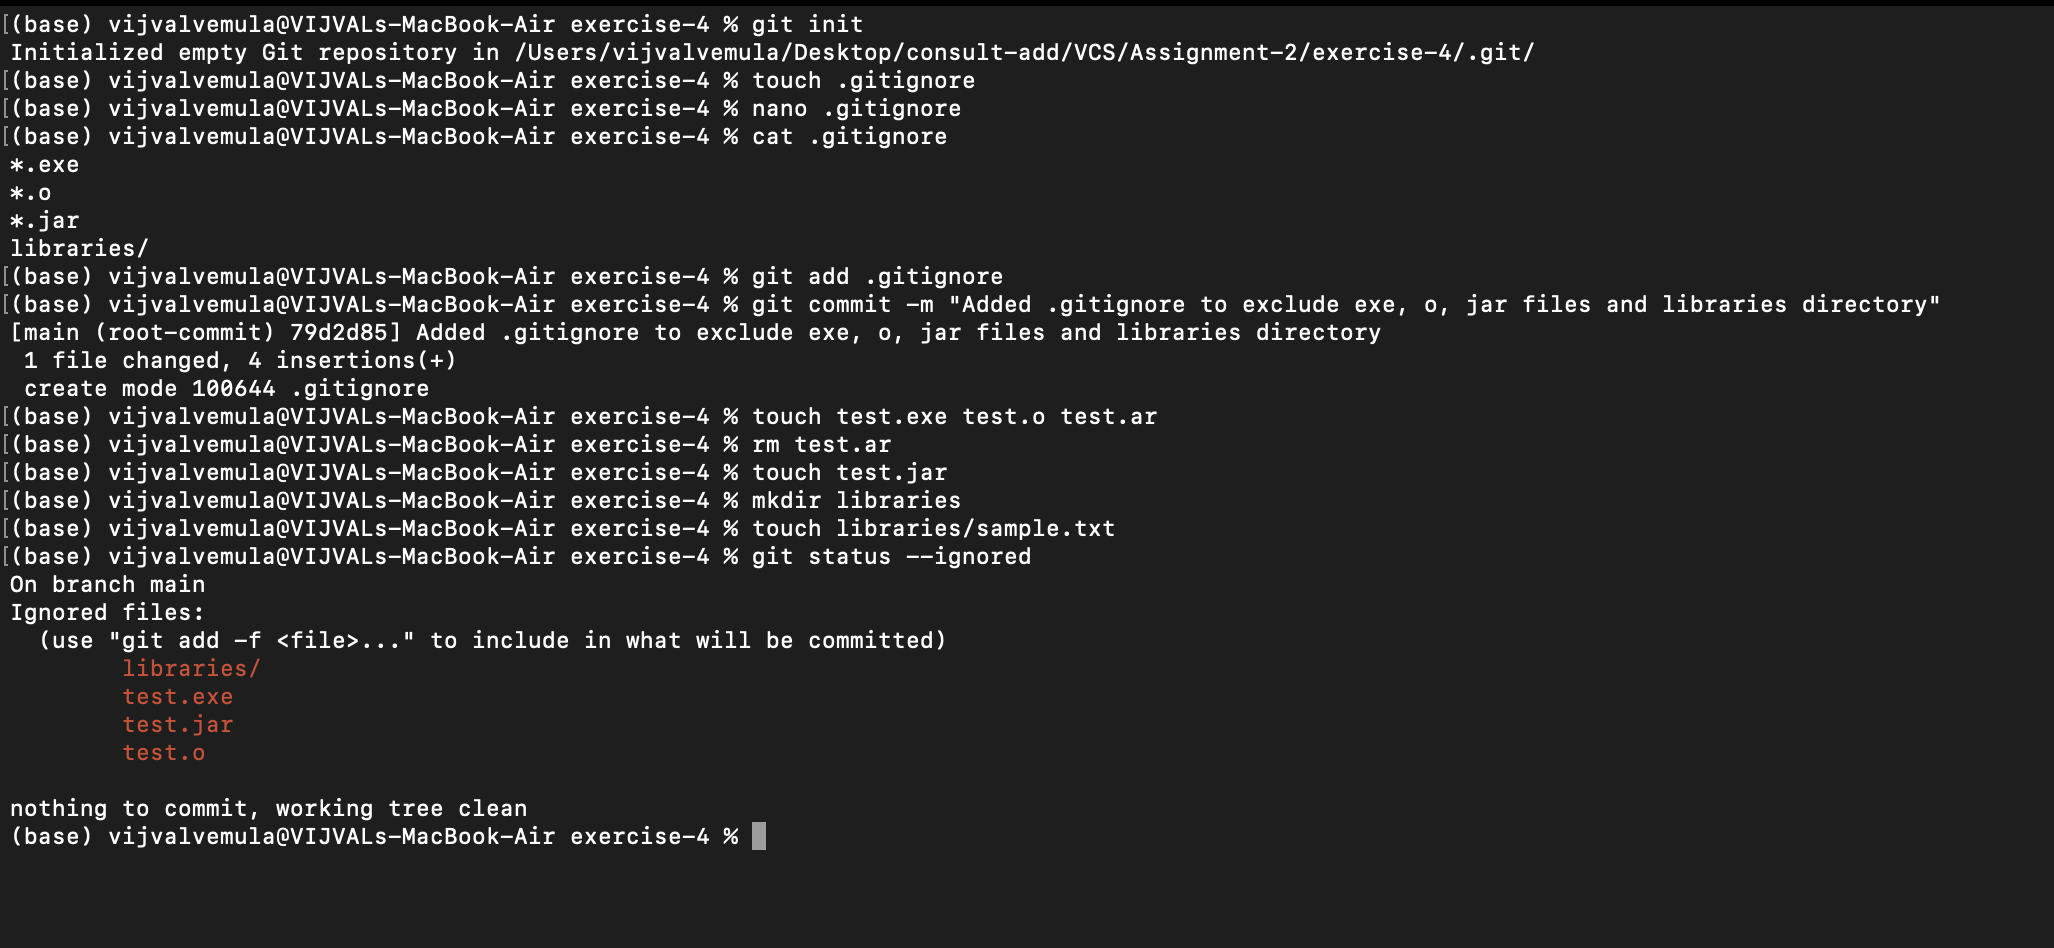 [(base) vijvalvemula@VIJVALs-MacBook-Air exercise-4 % git init
Initialized empty Git repository in /Users/vijvalvemula/Desktop/consult-add/VCS/Assignment-2/exercise-4/.git/
[(base) vijvalvemula@VIJVALs-MacBook-Air exercise-4 % touch .gitignore
[(base) vijvalvemula@VIJVALs-MacBook-Air exercise-4 % nano .gitignore
[(base) vijvalvemula@VIJVALs-MacBook-Air exercise-4 % cat .gitignore
*.exe
*.o
*.jar
libraries/
[(base) vijvalvemula@VIJVALs-MacBook-Air exercise-4 % git add .gitignore
[(base) vijvalvemula@VIJVALs-MacBook-Air exercise-4 % git commit -m "Added .gitignore to exclude exe, o, jar files and libraries directory"
[main (root-commit) 79d2d85] Added .gitignore to exclude exe, o, jar files and libraries directory
 1 file changed, 4 insertions(+)
 create mode 100644 .gitignore
[(base) vijvalvemula@VIJVALs-MacBook-Air exercise-4 % touch test.exe test.o test.ar
[(base) vijvalvemula@VIJVALs-MacBook-Air exercise-4 % rm test.ar
[(base) vijvalvemula@VIJVALs-MacBook-Air exercise-4 % touch test.jar
[(base) vijvalvemula@VIJVALs-MacBook-Air exercise-4 % mkdir libraries
[(base) vijvalvemula@VIJVALs-MacBook-Air exercise-4 % touch libraries/sample.txt
[(base) vijvalvemula@VIJVALs-MacBook-Air exercise-4 % git status --ignored
On branch main
Ignored files:
  (use "git add -f <file>..." to include in what will be committed)
        libraries/
        test.exe
        test.jar
        test.o
nothing to commit, working tree clean
(base) vijvalvemula@VIJVALs-MacBook-Air exercise-4 %